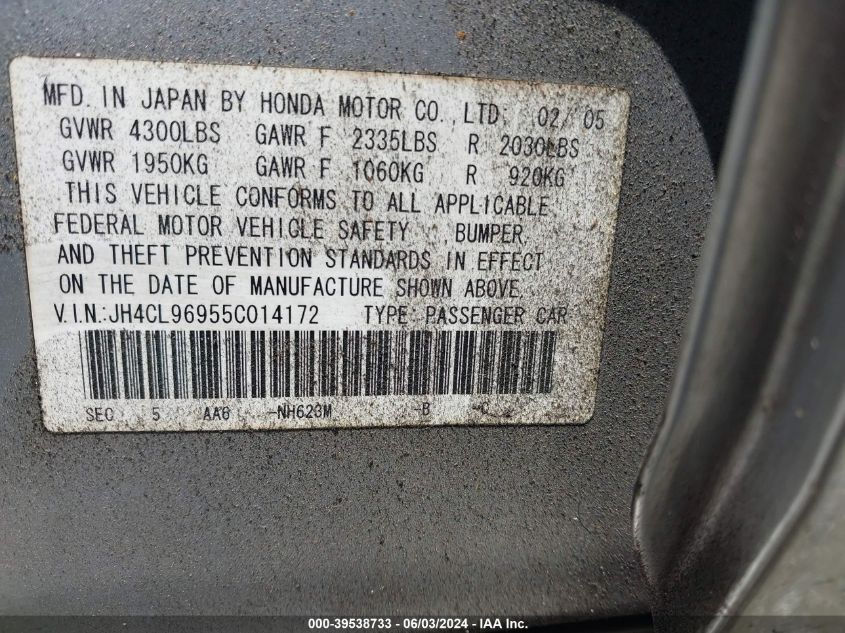 MFD. IN JAPAN BY HONDA MOTOR CO., LTD. 02/05
GVWR 4300LBS GAWR F 2335LBS R 2030LBS
GVWR 1950KG GAWR F 1060KG R 920KG
THIS VEHICLE CONFORMS TO ALL APPLICABLE
FEDERAL MOTOR VEHICLE SAFETY , BUMPER,
AND THEFT PREVENTION STANDARDS IN EFFECT
ON THE DATE OF MANUFACTURE SHOWN ABOVE.
V.I.N.:JH4CL96955C014172 TYPE: PASSENGER CAR
SEC 5 AA6 -NH623M -B -C
000-39538733 - 06/03/2024 - IAA Inc.